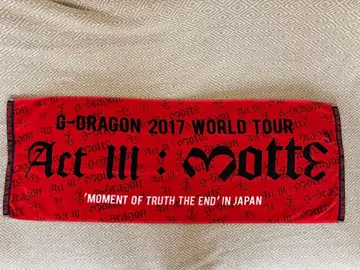 G-DRAGON 2017 WORLD TOUR
Act III : Motte
'MOMENT OF TRUTH THE END' IN JAPAN